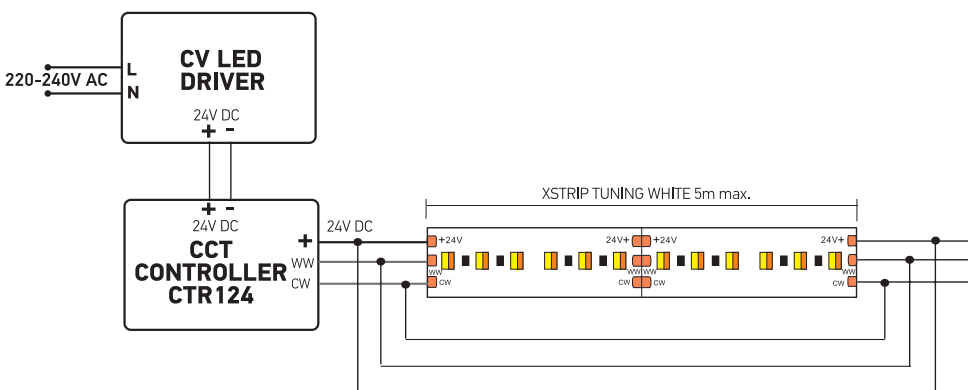 CV LED
DRIVER
220-240V AC
L
N
24V DC
+ -
+ -
24V DC
CCT
CONTROLLER
CTR124
+
WW
CW
24V DC
XSTRIP TUNING WHITE 5m max.
+24V
WW
CW
24V+
WW
CW
+24V
WW
CW
24V+
WW
CW